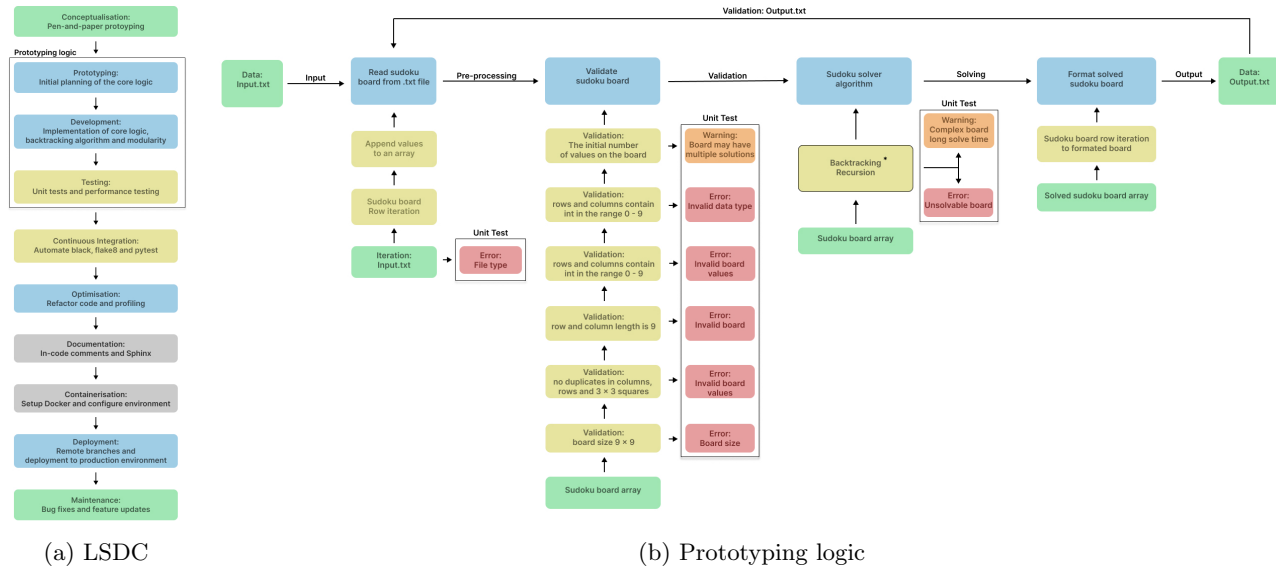 Conceptualisation:
Pen-and-paper protoyping
Prototyping logic
Prototyping:
Initial planning of the core logic
Development:
Implementation of core logic,
backtracking algorithm and modularity
Testing:
Unit tests and performance testing
Continuous Integration:
Automate black, flake8 and pytest
Optimisation:
Refactor code and profiling
Documentation:
In-code comments and Sphinx
Containerisation:
Setup Docker and configure environment
Deployment:
Remote branches and
deployment to production environment
Maintenance:
Bug fixes and feature updates
(a) LSDC
Validation: Output.txt
Data:
Input.txt
Input
Read sudoku
board from .txt file
Pre-processing
Validate
sudoku board
Validation
Sudoku solver
algorithm
Solving
Format solved
sudoku board
Output
Data:
Output.txt
Append values
to an array
Sudoku board
Row iteration
Iteration:
Input.txt
Unit Test
Error:
File type
Unit Test
Validation:
The initial number
of values on the board
Warning:
Board may have
multiple solutions
Validation:
rows and columns contain
int in the range 0 - 9
Error:
Invalid data type
Validation:
rows and columns contain
int in the range 0 - 9
Error:
Invalid board
values
Validation:
row and column length is 9
Error:
Invalid board
Validation:
no duplicates in columns,
rows and 3 × 3 squares
Error:
Invalid board
values
Validation:
board size 9 × 9
Error:
Board size
Sudoku board array
Backtracking *
Recursion
Sudoku board array
Unit Test
Warning:
Complex board
long solve time
Error:
Unsolvable board
Sudoku board row iteration
to formated board
Solved sudoku board array
(b) Prototyping logic